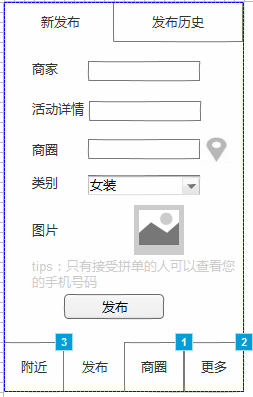 新发布 发布历史
商家
活动详情
商圈
类别 女装
图片
tips：只有接受拼单的人可以查看您
的手机号码
发布
3 1 2
附近 发布 商圈 更多